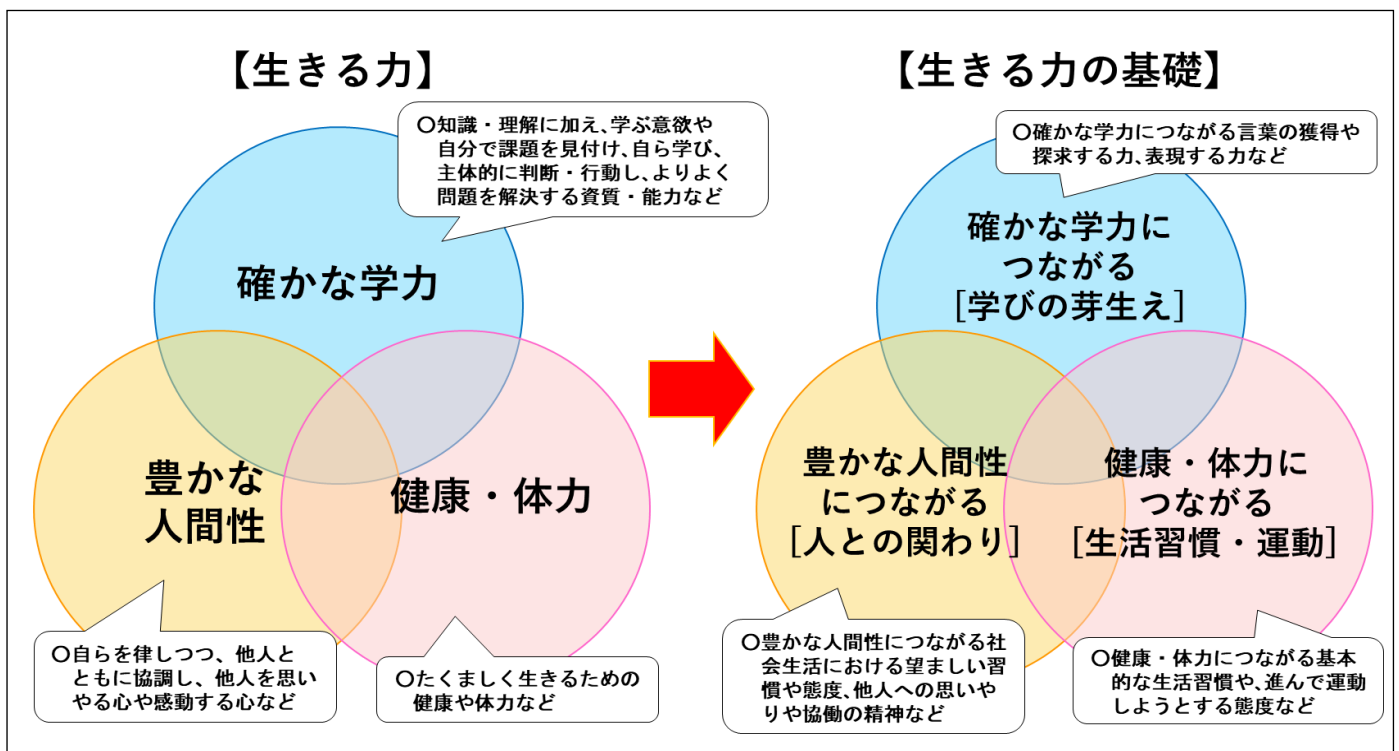 【生きる力】
〇知識・理解に加え、学ぶ意欲や
自分で課題を見付け、自ら学び、
主体的に判断・行動し、よりよく
問題を解決する資質・能力など
確かな学力
豊かな
人間性
健康・体力
〇自らを律しつつ、他人と
ともに協調し、他人を思い
やる心や感動する心など
〇たくましく生きるための
健康や体力など
【生きる力の基礎】
〇確かな学力につながる言葉の獲得や
探求する力、表現する力など
確かな学力に
つながる
［学びの芽生え］
豊かな人間性
につながる
［人との関わり］
健康・体力に
つながる
［生活習慣・運動］
〇豊かな人間性につながる社
会生活における望ましい習
慣や態度、他人への思いや
りや協働の精神など
〇健康・体力につながる基本
的な生活習慣や、進んで運動
しようとする態度など